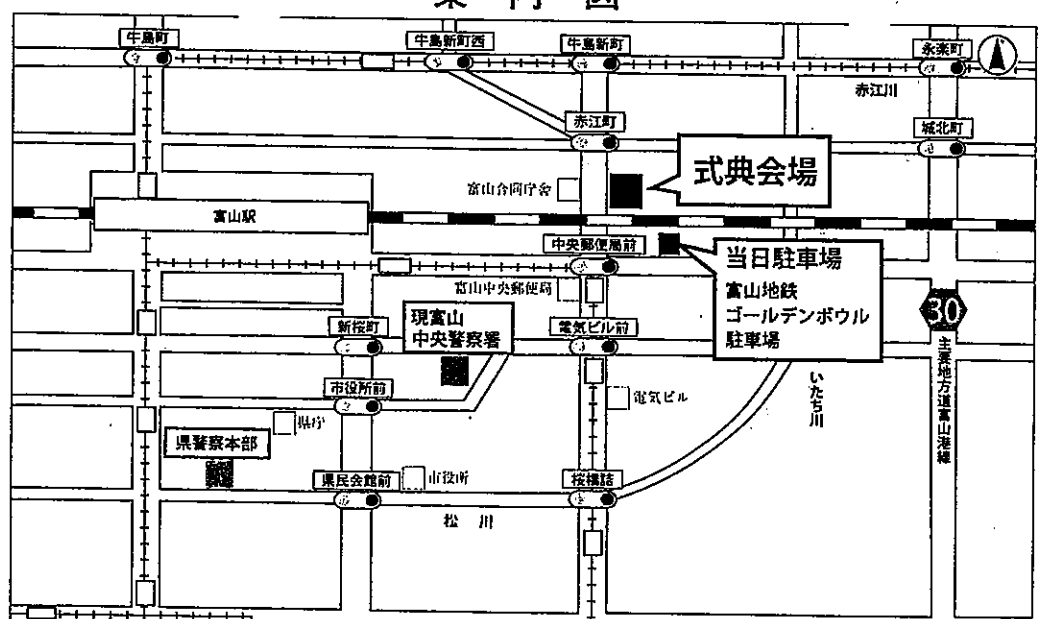 案内図
牛島町
牛島新町西
牛島新町
永楽町
赤江川
赤江町
城北町
式典会場
富山合同庁舎
富山駅
中央郵便局前
当日駐車場
富山地鉄
ゴールデンボウル
駐車場
富山中央郵便局
現富山
中央警察署
新桜町
電気ビル前
30
主要地方道富山港線
市役所前
電気ビル
いたち川
県庁
県警察本部
県民会館前
市役所
桜橋詰
松川